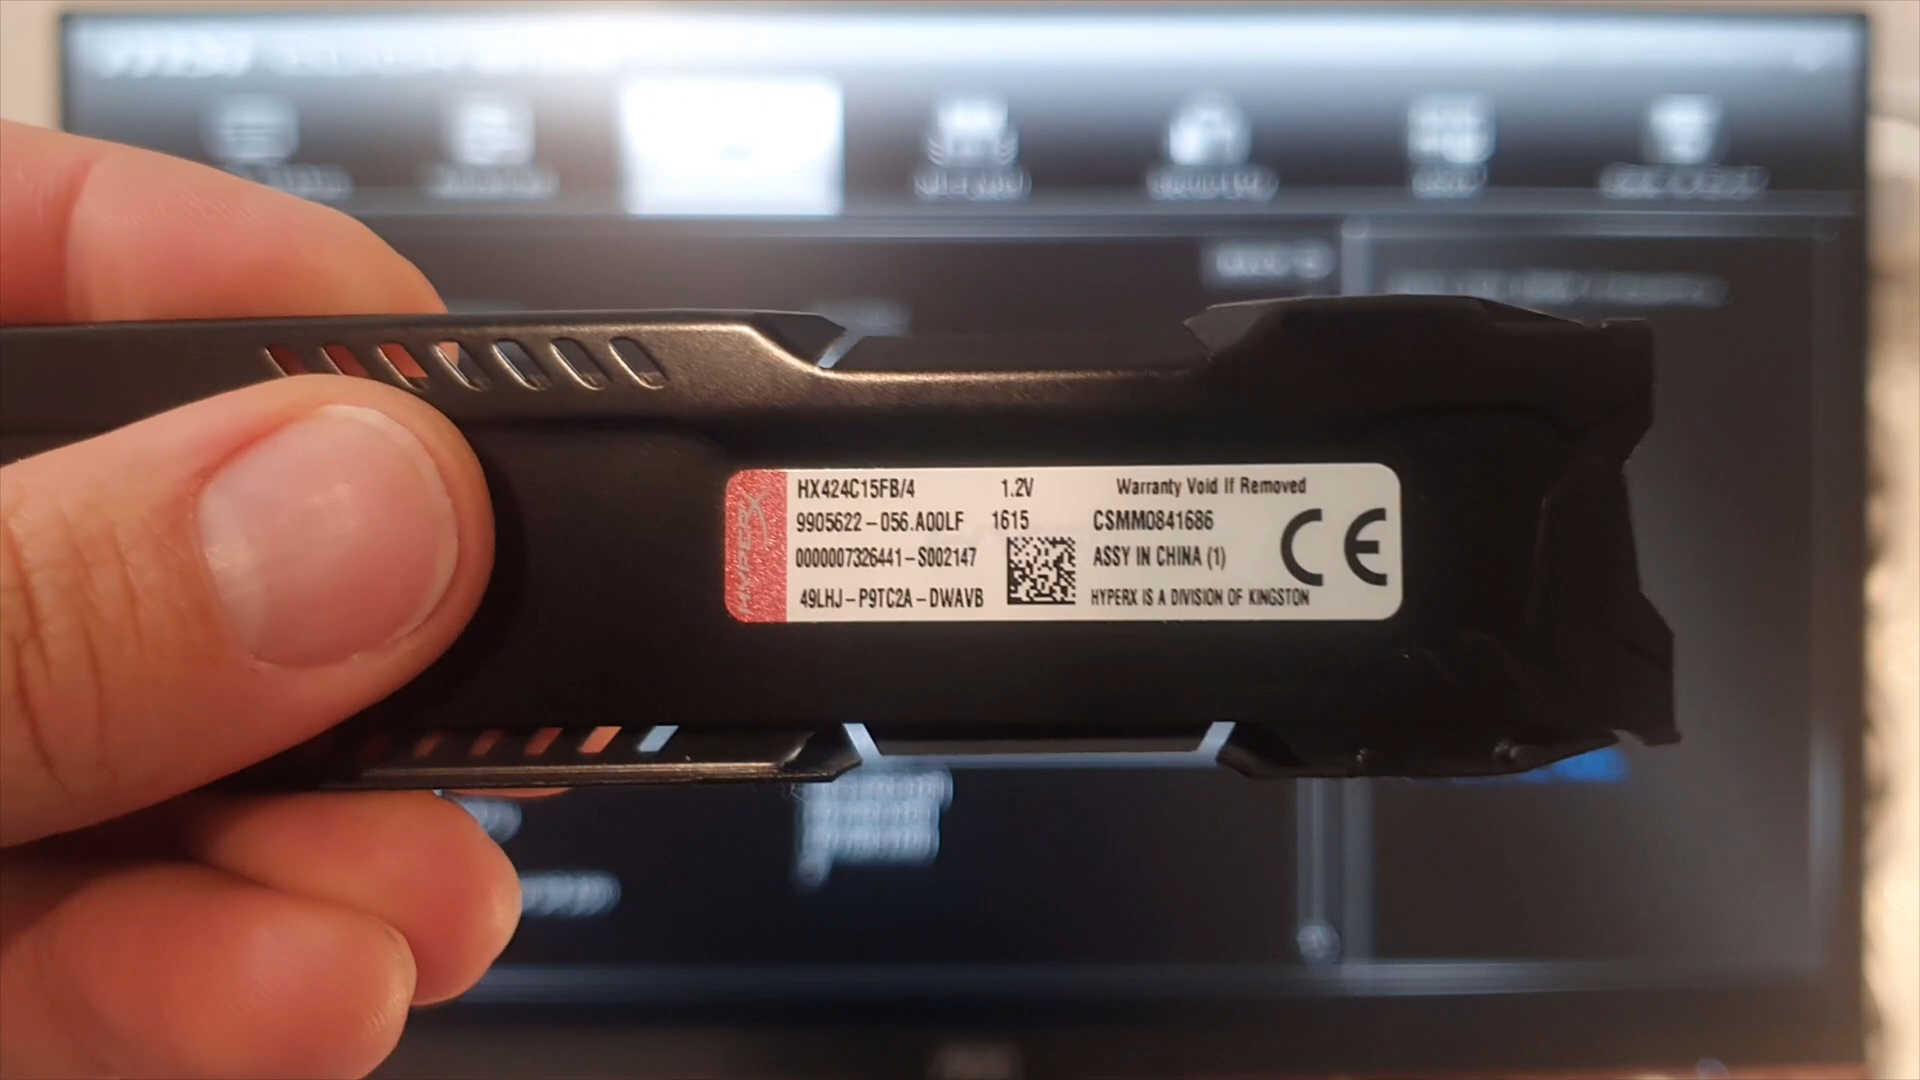 HYPERX
HX424C15FB/4 1.2V Warranty Void If Removed
9905622-056.A00LF 1615 CSMM0841686
0000007326441-S002147 ASSY IN CHINA (1)
49LHJ-P9TC2A-DWAVB HYPERX IS A DIVISION OF KINGSTON
CE